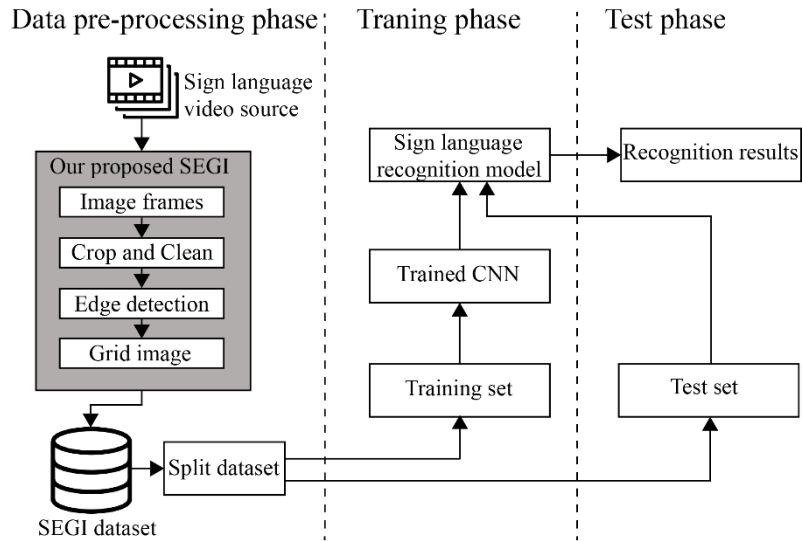 Data pre-processing phase
Traning phase
Test phase
Sign language
video source
Our proposed SEGI
Image frames
Crop and Clean
Edge detection
Grid image
SEGI dataset
Split dataset
Sign language
recognition model
Trained CNN
Training set
Recognition results
Test set